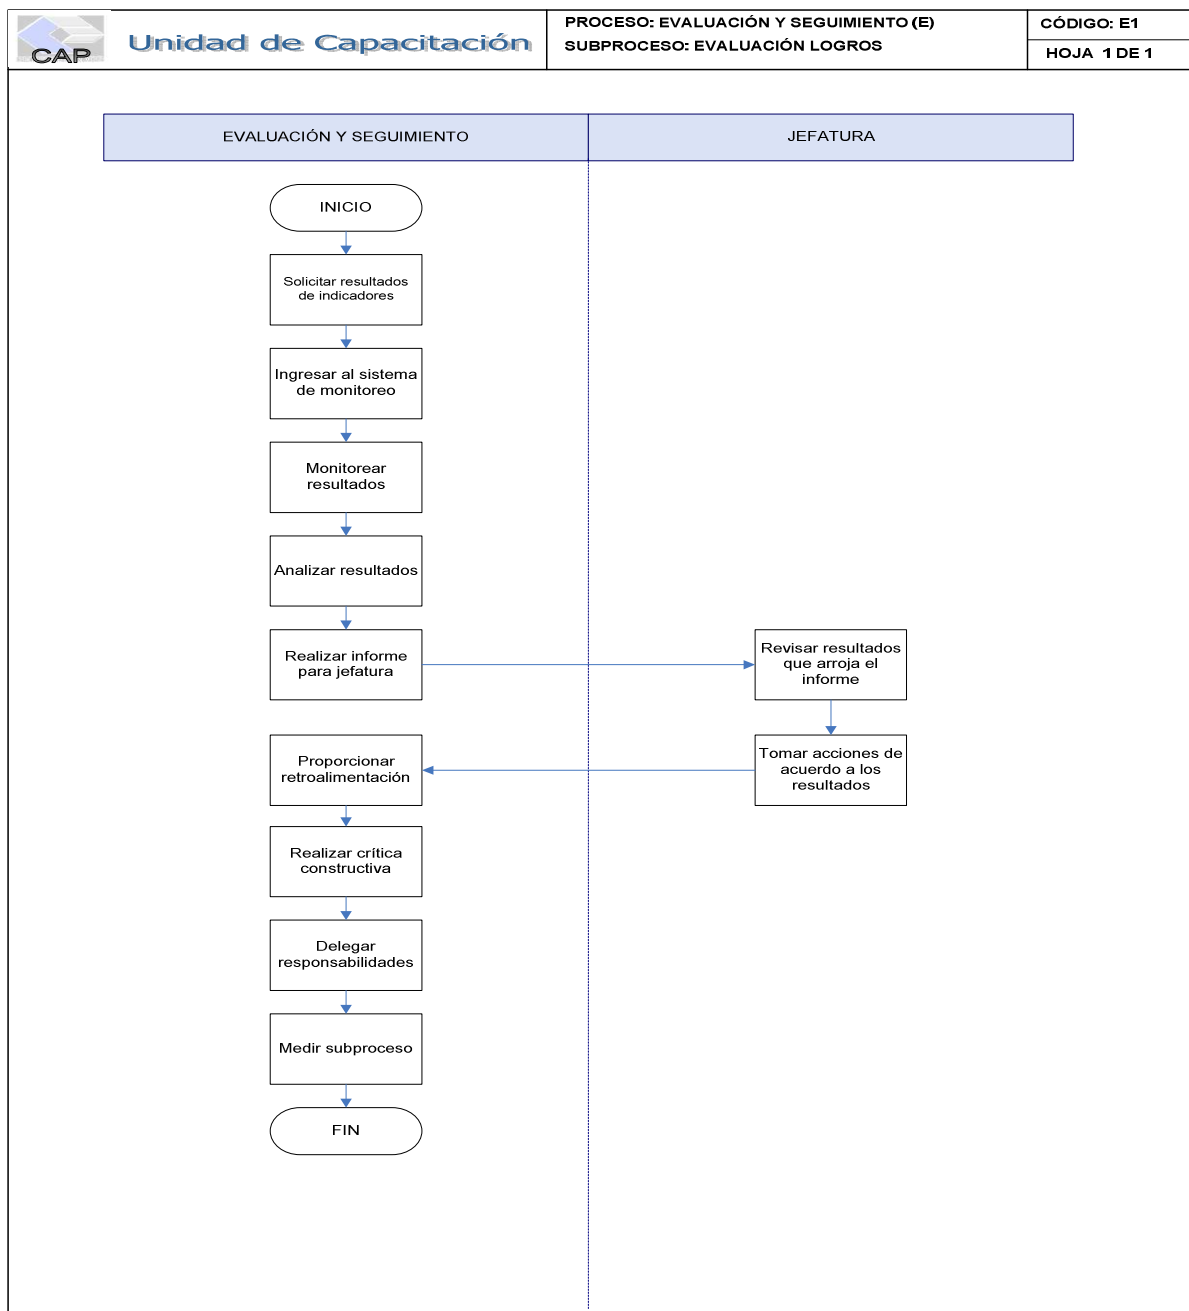 CAP
Unidad de Capacitación
PROCESO: EVALUACIÓN Y SEGUIMIENTO (E)
SUBPROCESO: EVALUACIÓN LOGROS
CÓDIGO: E1
HOJA 1 DE 1
EVALUACIÓN Y SEGUIMIENTO
JEFATURA
INICIO
Solicitar resultados
de indicadores
Ingresar al sistema
de monitoreo
Monitorear
resultados
Analizar resultados
Realizar informe
para jefatura
Revisar resultados
que arroja el
informe
Tomar acciones de
acuerdo a los
resultados
Proporcionar
retroalimentación
Realizar crítica
constructiva
Delegar
responsabilidades
Medir subproceso
FIN